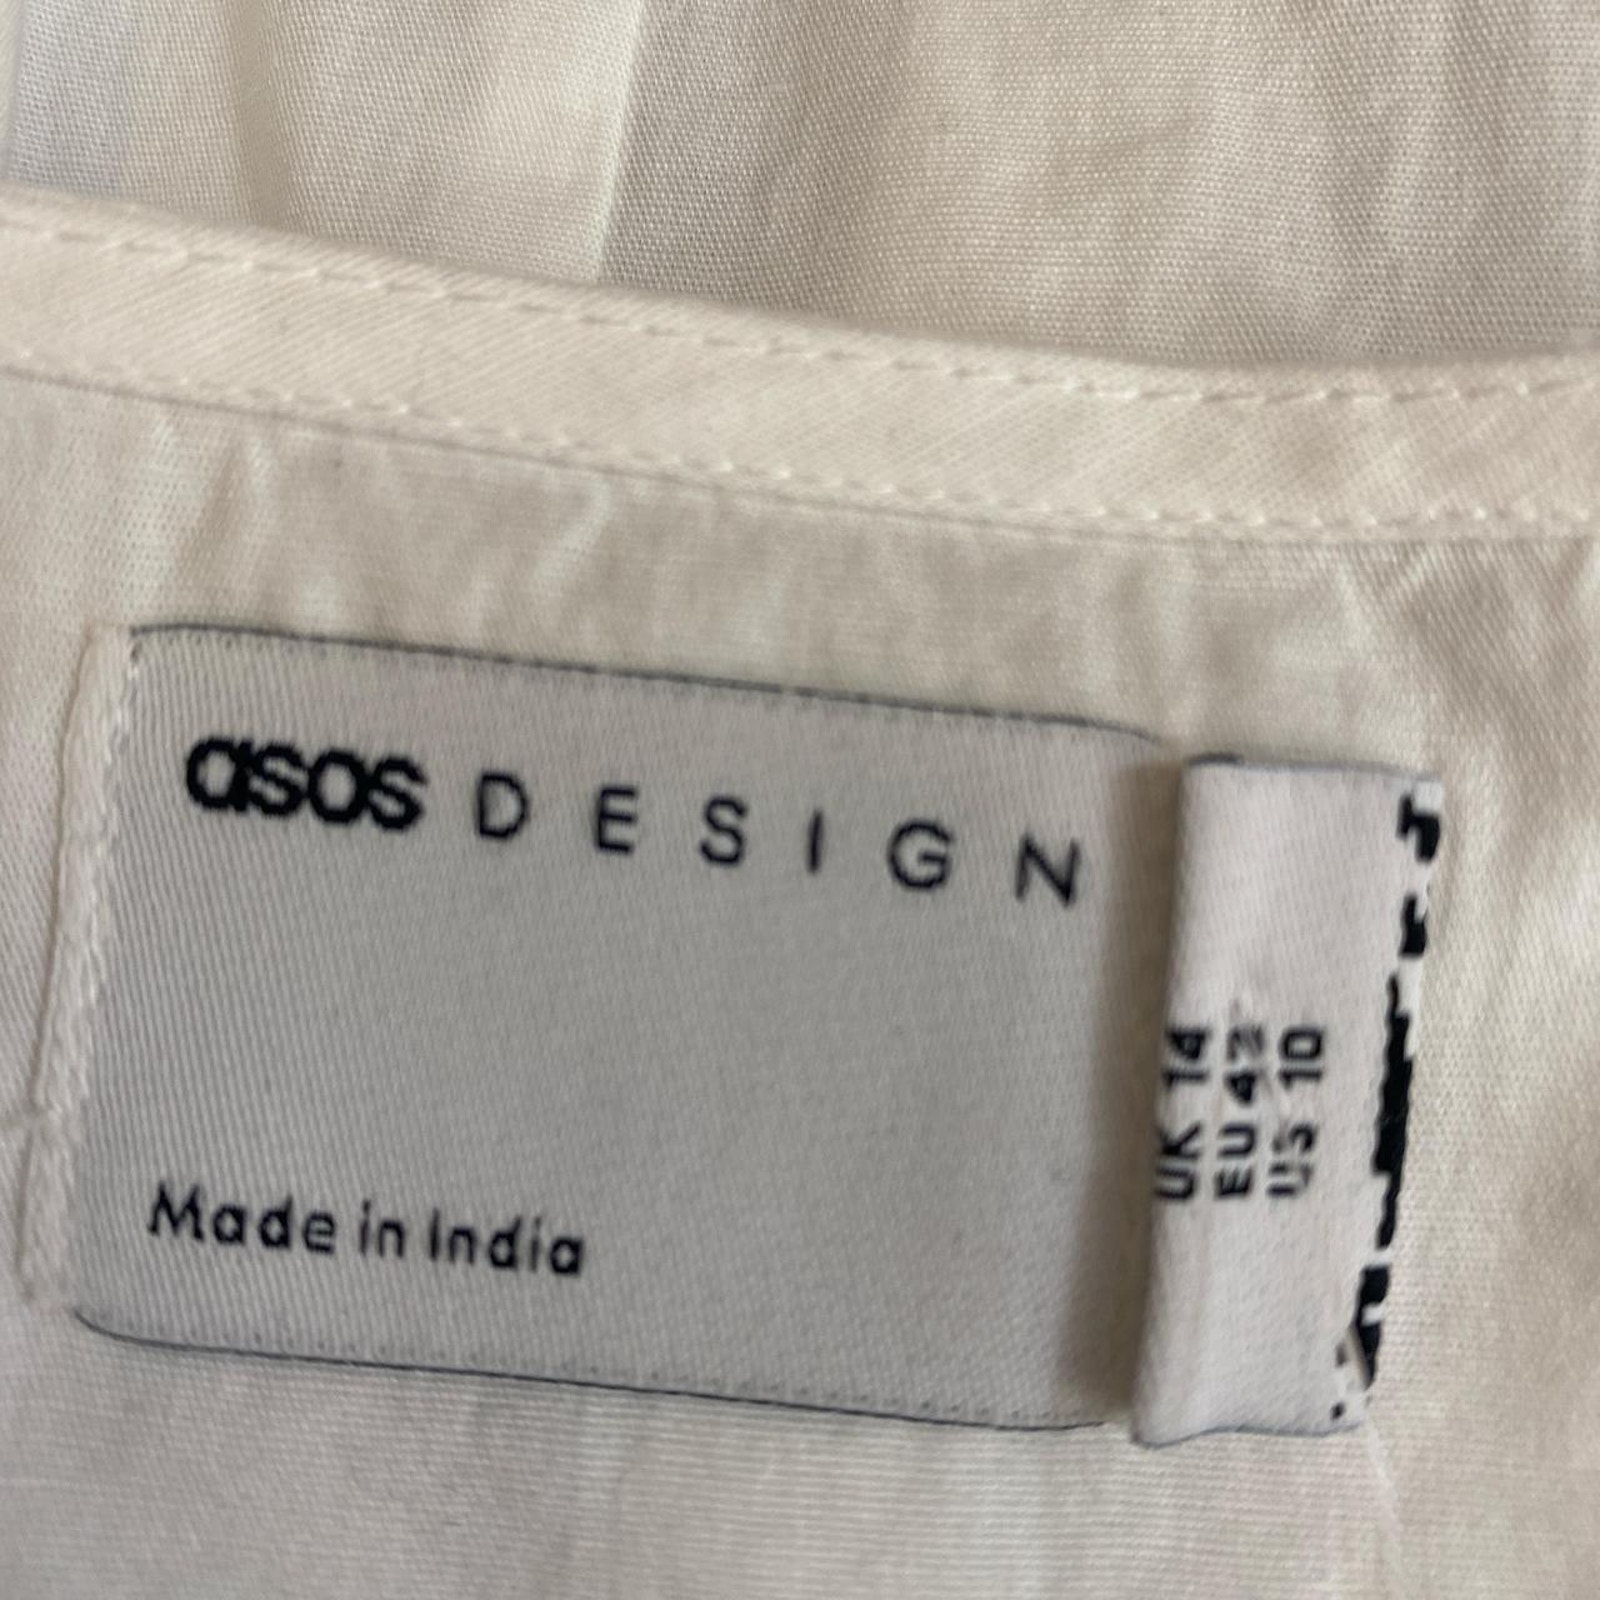 asos DESIGN
Made in India
UK 14
EU 42
US 10